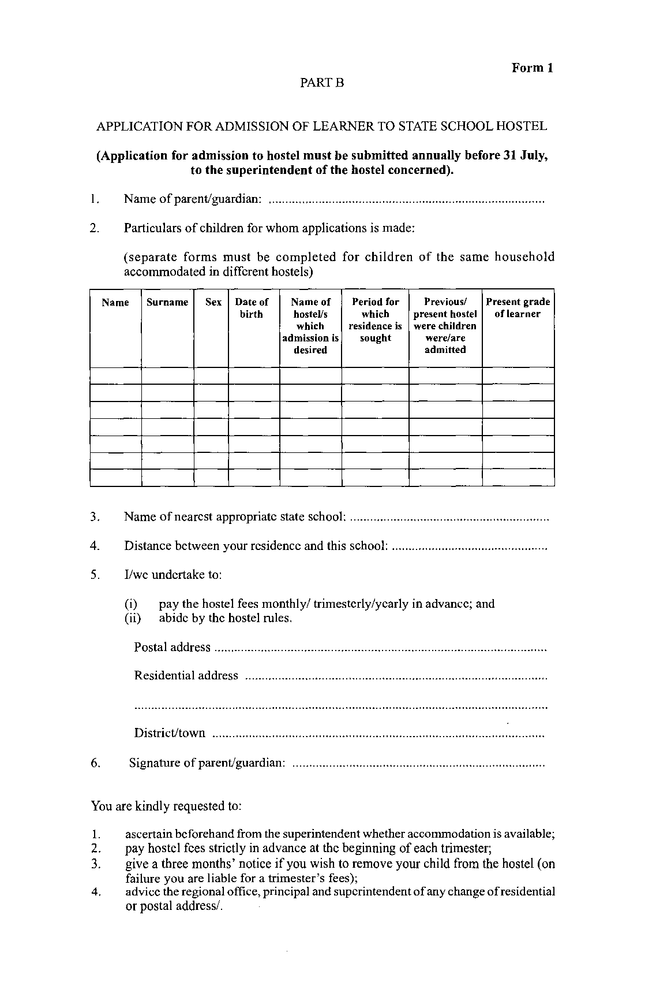 Form 1
PART B
APPLICATION FOR ADMISSION OF LEARNER TO STATE SCHOOL HOSTEL
(Application for admission to hostel must be submitted annually before 31 July,
to the superintendent of the hostel concerned).
1. Name of parent/guardian: ....................................................................................
2. Particulars of children for whom applications is made:
(separate forms must be completed for children of the same household
accommodated in different hostels)
Name Surname Sex Date of Name of Period for Previous/ Present grade
birth hostel/s which present hostel of learner
which residence is were children
admission is sought were/are
desired admitted
3. Name of nearest appropriate state school: ............................................................
4. Distance between your residence and this school: ...............................................
5. I/we undertake to:
(i) pay the hostel fees monthly/ trimesterly/yearly in advance; and
(ii) abide by the hostel rules.
Postal address ....................................................................................................
Residential address ...........................................................................................
.............................................................................................................................
District/town ....................................................................................................
6. Signature of parent/guardian: ............................................................................
You are kindly requested to:
1. ascertain beforehand from the superintendent whether accommodation is available;
2. pay hostel fees strictly in advance at the beginning of each trimester;
3. give a three months' notice if you wish to remove your child from the hostel (on
failure you are liable for a trimester's fees);
4. advice the regional office, principal and superintendent of any change of residential
or postal address/.